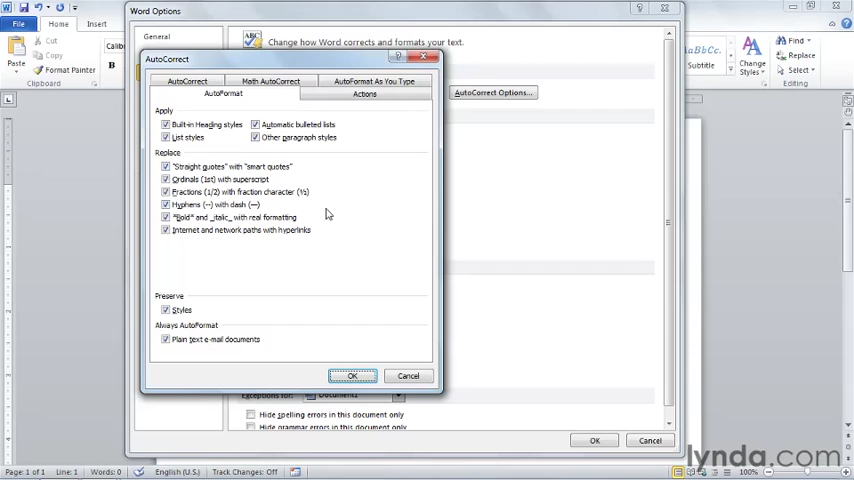 Word Options
File
Home
Insert
Cut
Copy
Paste
Format Painter
Calib
General
ABC
Change how Word corrects and formats your text.
AutoCorrect Options...
AaBbCc.
Subtitle
Change
Styles
Find
Replace
Select
Editing
AutoCorrect
AutoCorrect
Math AutoCorrect
AutoFormat As You Type
AutoFormat
Actions
Apply
Built-in Heading styles
Automatic bulleted lists
List styles
Other paragraph styles
Replace
"Straight quotes" with “smart quotes”
Ordinals (1st) with superscript
Fractions (1/2) with fraction character (½)
Hyphens (--) with dash (—)
*Bold* and _italic_ with real formatting
Internet and network paths with hyperlinks
Preserve
Styles
Always AutoFormat
Plain text e-mail documents
OK
Cancel
Exceptions for:
Document2
Hide spelling errors in this document only
Hide grammar errors in this document only
OK
Cancel
Page: 1 of 1
Line: 1
Words: 0
English (U.S.)
Track Changes: Off
100%
lynda.com